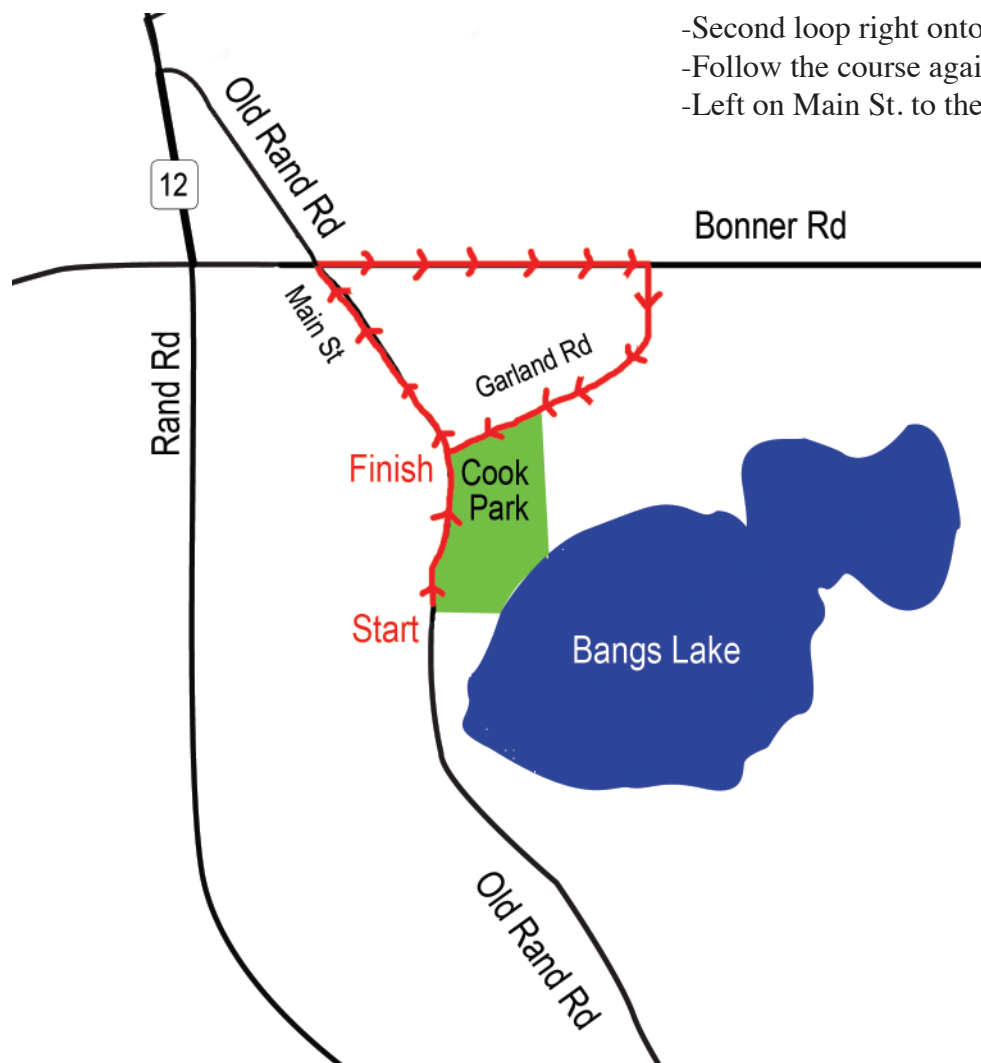 -Second loop right onto
-Follow the course agai
-Left on Main St. to the
Old Rand Rd
12
Bonner Rd
Main St
Rand Rd
Garland Rd
Finish
Cook
Park
Start
Bangs Lake
Old Rand Rd